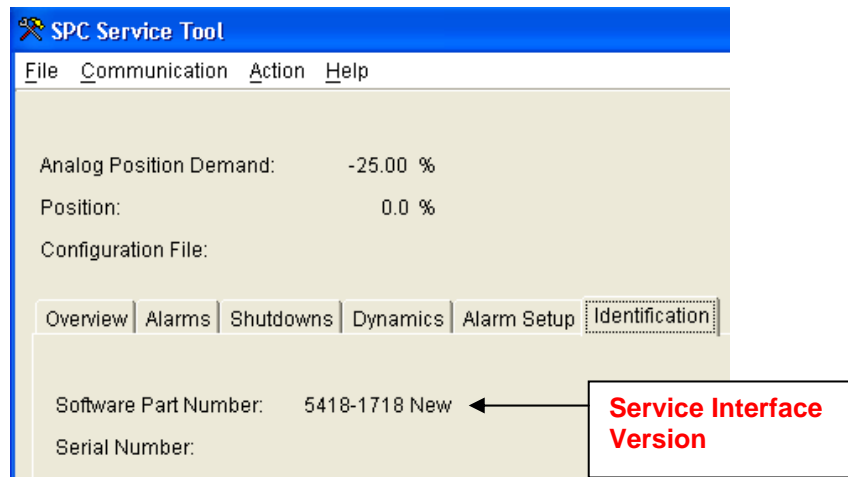 SPC Service Tool
File Communication Action Help
Analog Position Demand: -25.00 %
Position: 0.0 %
Configuration File:
Overview Alarms Shutdowns Dynamics Alarm Setup Identification
Software Part Number: 5418-1718 New
Service Interface
Version
Serial Number: